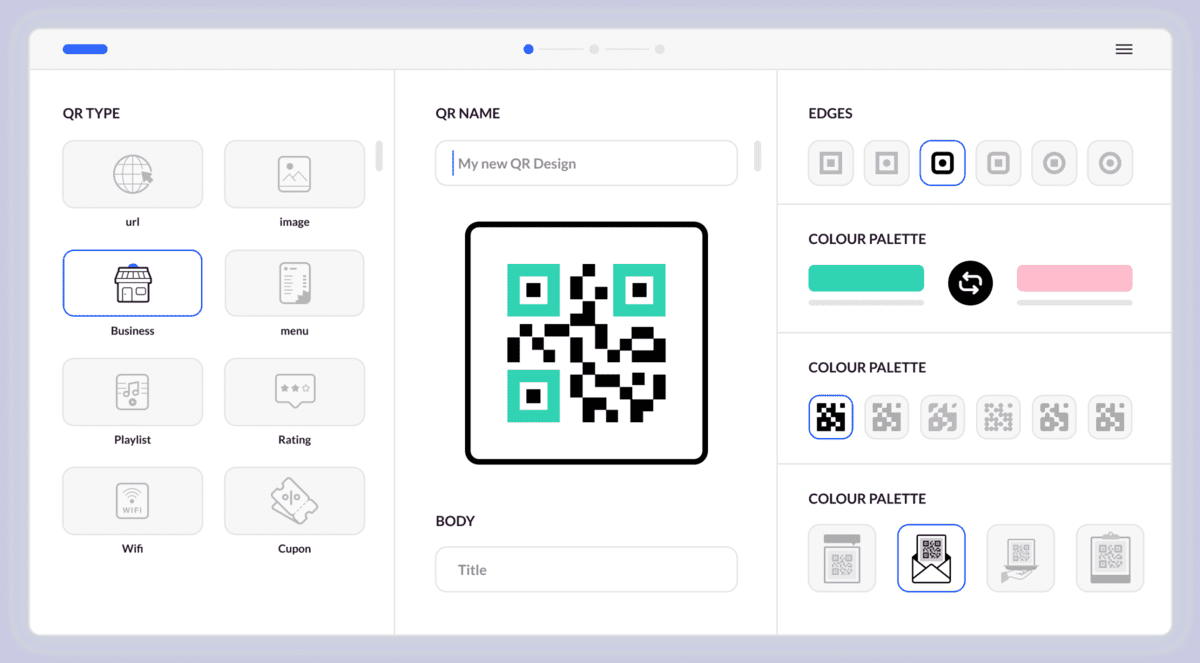 QR TYPE
url
image
Business
menu
Playlist
Rating
WIFI
Wifi
Cupon
QR NAME
My new QR Design
BODY
Title
EDGES
COLOUR PALETTE
COLOUR PALETTE
COLOUR PALETTE